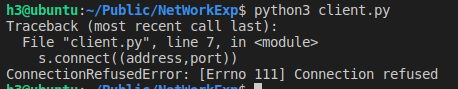 h3@ubuntu:~/Public/NetWorkExp$ python3 client.py
Traceback (most recent call last):
  File "client.py", line 7, in <module>
    s.connect((address,port))
ConnectionRefusedError: [Errno 111] Connection refused
h3@ubuntu:~/Public/NetWorkExp$